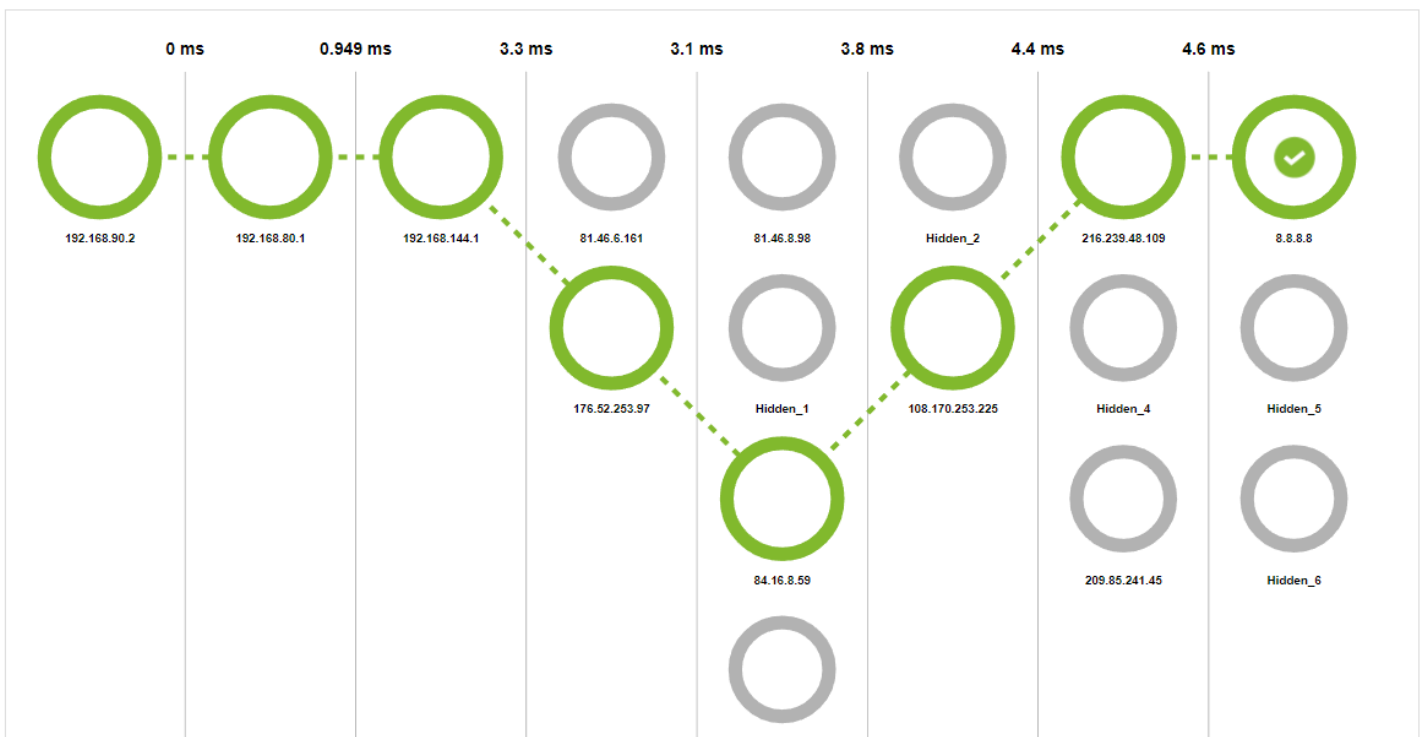 0 ms 0.949 ms 3.3 ms 3.1 ms 3.8 ms 4.4 ms 4.6 ms
192.168.90.2 192.168.80.1 192.168.144.1 81.46.6.161 81.46.8.98 Hidden_2 216.239.48.109 8.8.8.8
176.52.253.97 Hidden_1 108.170.253.225 Hidden_4 Hidden_5
84.16.8.59 209.85.241.45 Hidden_6